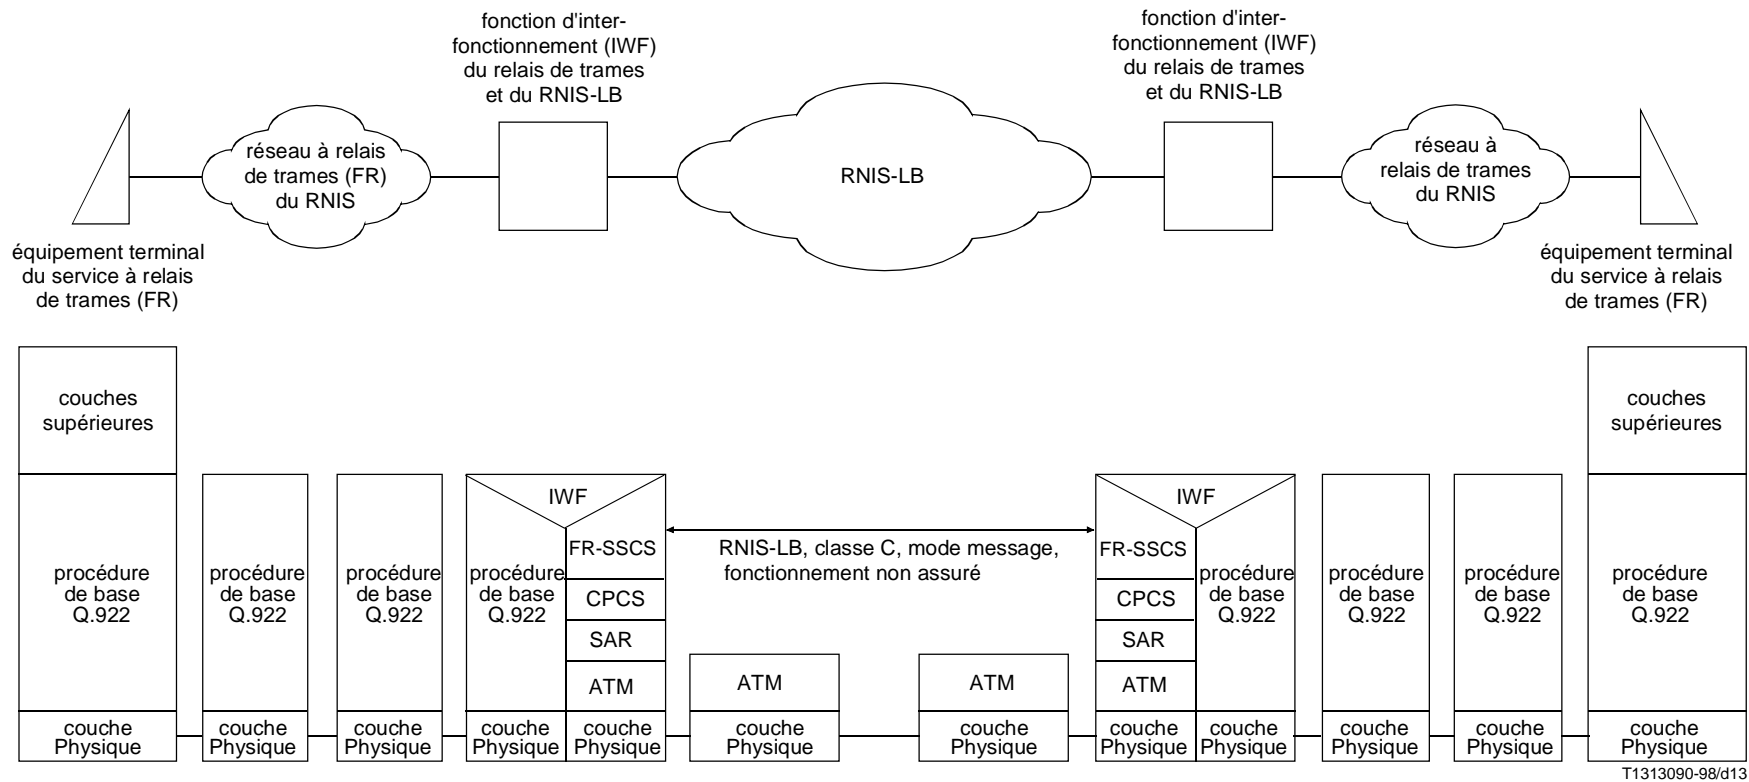 fonction d'inter-
fonctionnement (IWF)
du relais de trames
et du RNIS-LB
fonction d'inter-
fonctionnement (IWF)
du relais de trames
et du RNIS-LB
réseau à relais
de trames (FR)
du RNIS
RNIS-LB
réseau à
relais de trames
du RNIS
équipement terminal
du service à relais
de trames (FR)
équipement terminal
du service à relais
de trames (FR)
couches
supérieures
couches
supérieures
procédure
de base
Q.922
procédure
de base
Q.922
procédure
de base
Q.922
IWF
procédure
de base
Q.922
FR-SSCS
CPCS
SAR
ATM
RNIS-LB, classe C, mode message,
fonctionnement non assuré
ATM
ATM
IWF
FR-SSCS
CPCS
SAR
ATM
procédure
de base
Q.922
procédure
de base
Q.922
procédure
de base
Q.922
procédure
de base
Q.922
couche
Physique
couche
Physique
couche
Physique
couche
Physique
couche
Physique
couche
Physique
couche
Physique
couche
Physique
couche
Physique
couche
Physique
couche
Physique
couche
Physique
T1313090-98/d13